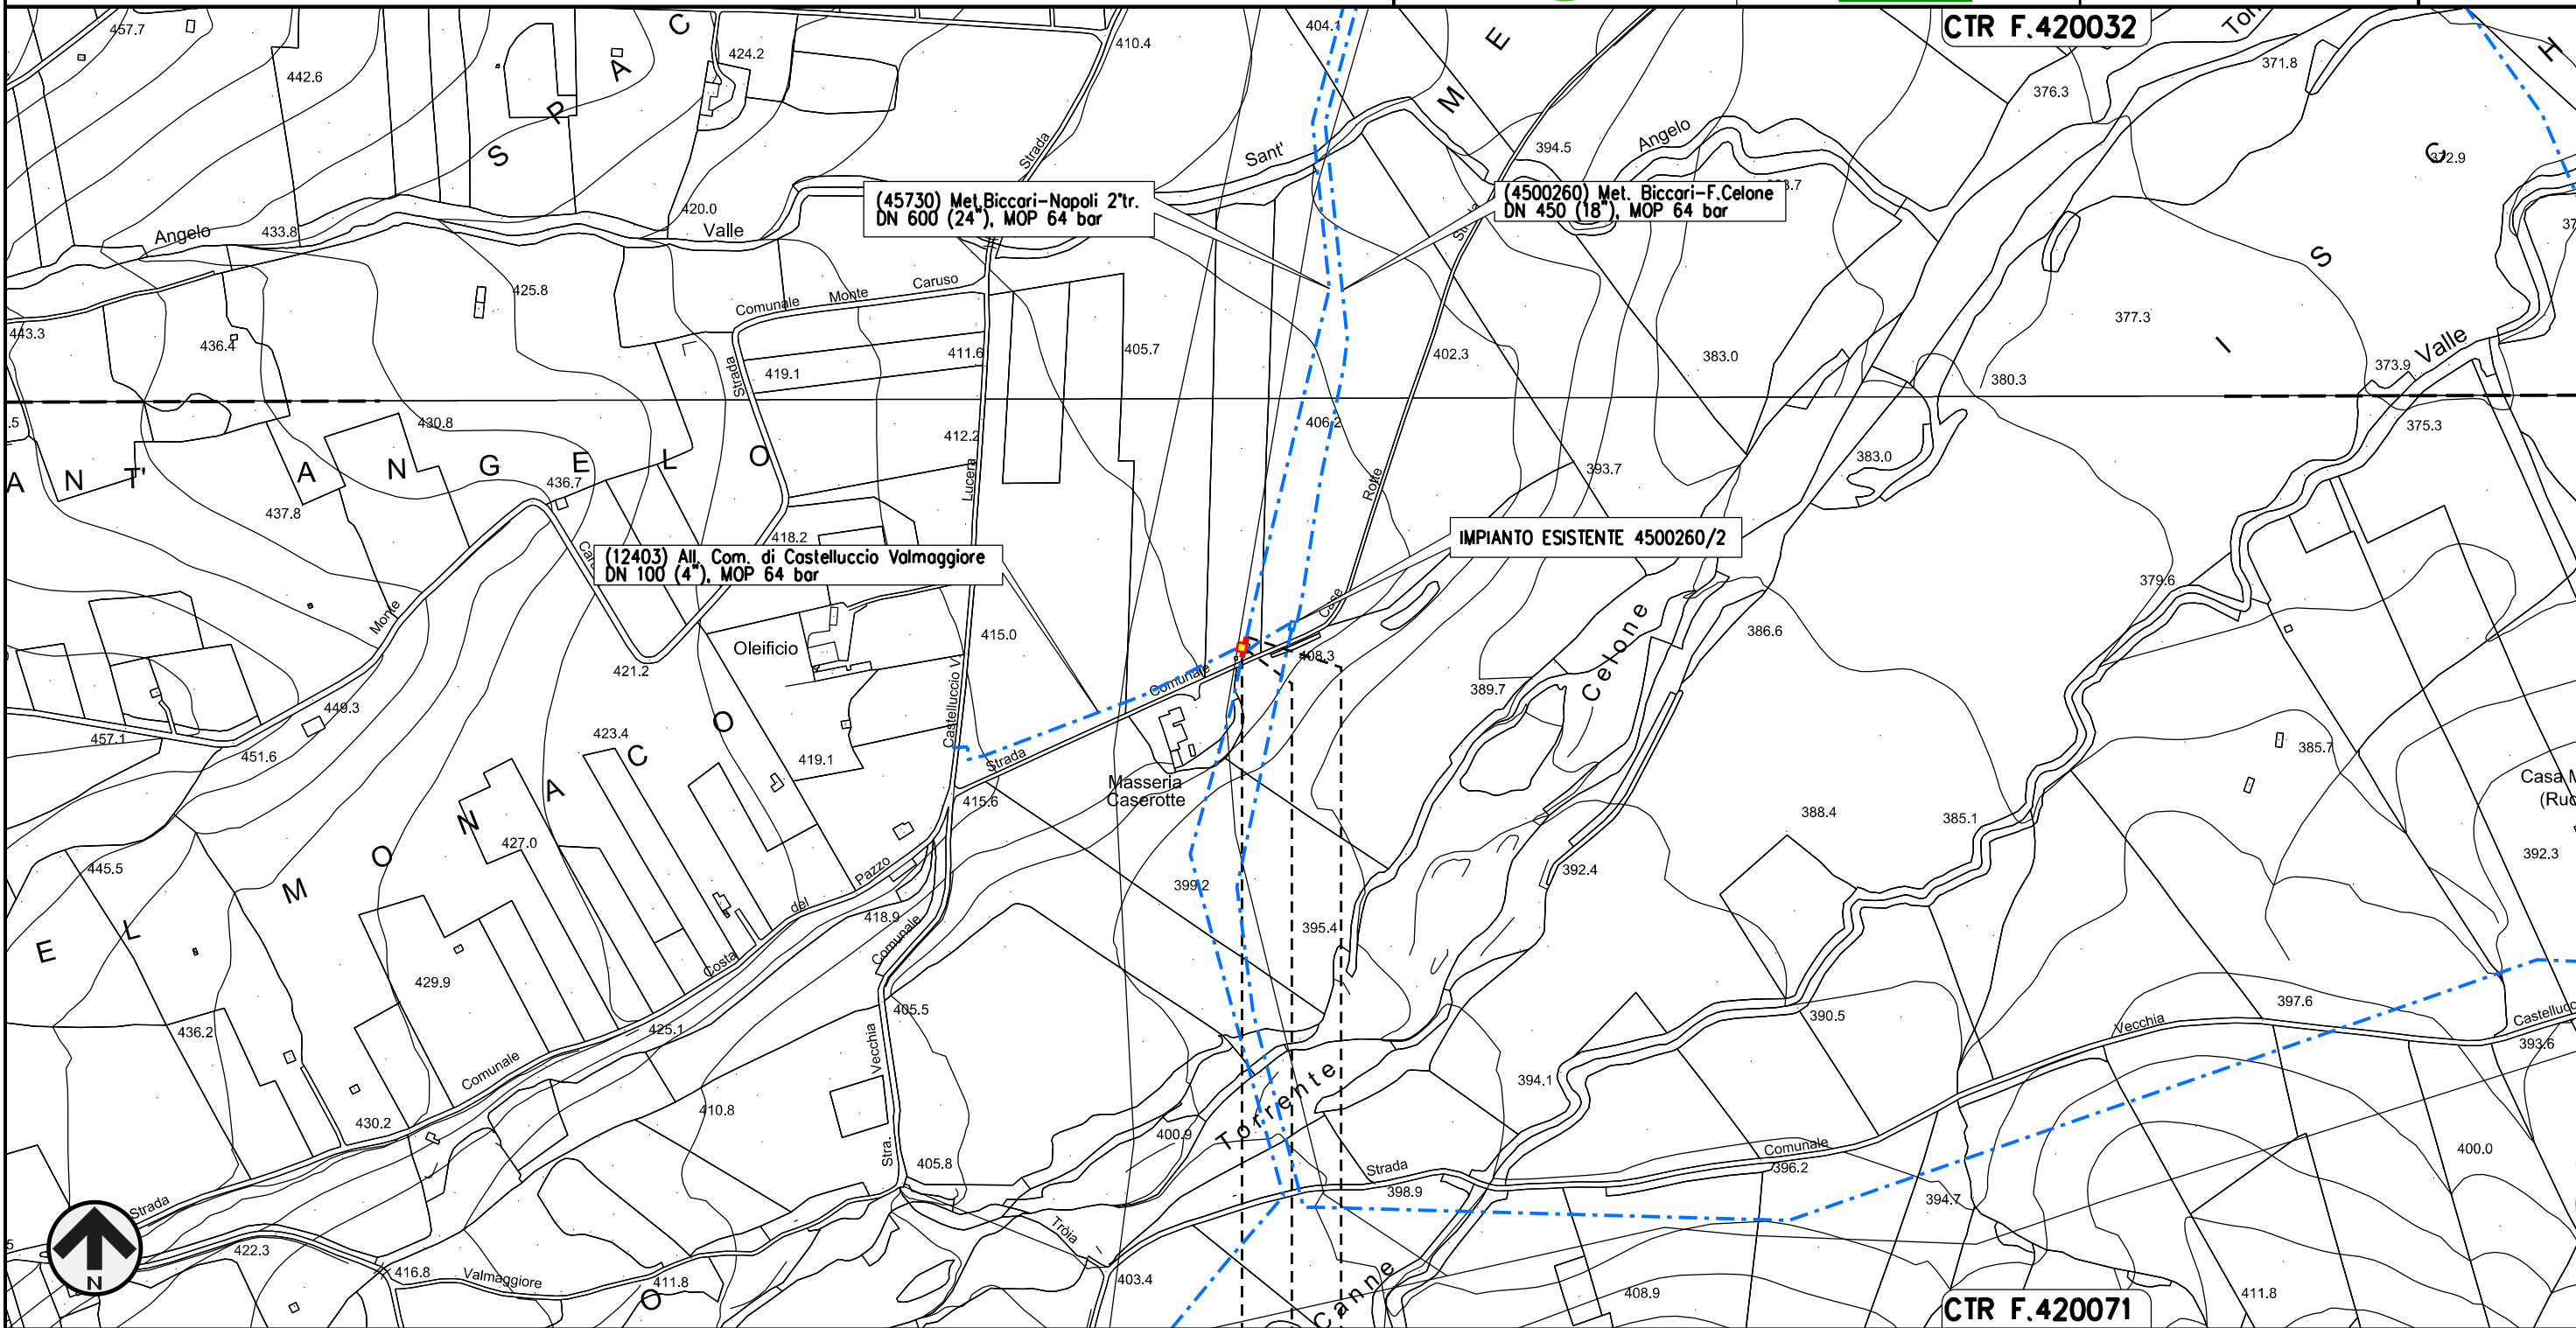 CTR F.420032
457.7
442.6
424.2
410.4
404.1
394.5
376.3
371.8
372.9
S P A C
M E
I S C H
Strada
Sant'
Angelo
(45730) Met.Biccari-Napoli 2°tr.
DN 600 (24"), MOP 64 bar
(4500260) Met. Biccari-F.Celone
DN 450 (18"), MOP 64 bar
Angelo
433.8
420.0
Valle
443.3
436.4
425.8
Comunale Monte Caruso
Strada
419.1
411.6
405.7
402.3
383.0
377.3
380.3
373.9
Valle
375.3
430.8
412.2
406.2
393.7
383.0
ANT' ANGELO
436.7
437.8
Lucera
Rotte
418.2
IMPIANTO ESISTENTE 4500260/2
(12403) All. Com. di Castelluccio Valmaggiore
DN 100 (4"), MOP 64 bar
379.6
Monte
Case
Oleificio
415.0
386.6
Celone
421.2
408.3
Comunale
389.7
449.3
457.1
451.6
423.4
419.1
Castelluccio V.
Strada
Masseria
Caserotte
415.6
385.7
388.4
385.1
392.3
MONACO
427.0
445.5
E L
Pazzo
del
399.2
392.4
418.9
Comunale
395.4
Costa
429.9
436.2
425.1
405.5
Vecchia
397.6
390.5
Vecchia
393.6
Comunale
430.2
410.8
394.1
Torrente
400.9
Stra.
405.8
Strada
398.9
Comunale
396.2
400.0
394.7
Strada
N
422.3
416.8
Valmaggiore
411.8
O
Tróia
403.4
Canne
408.9
411.8
CTR F.420071